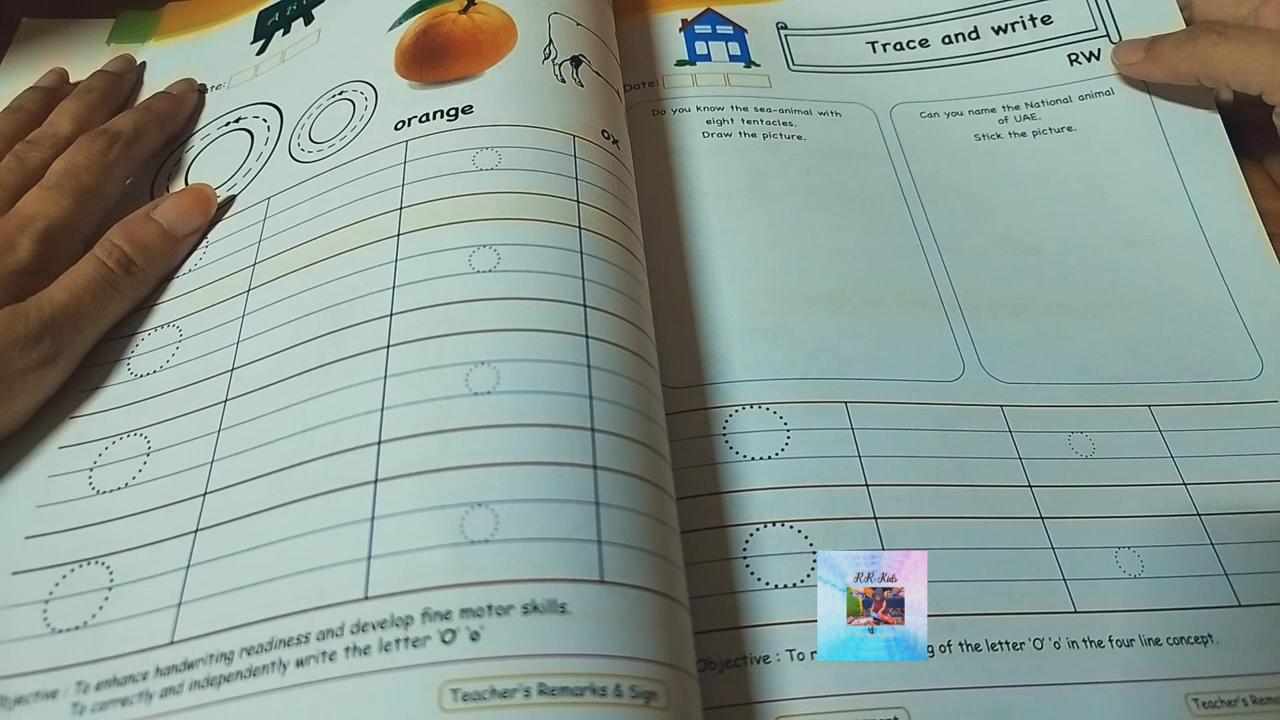 ABC
orange
ox
Objective : To enhance handwriting readiness and develop fine motor skills.
To correctly and independently write the letter 'O' 'o'
Teacher's Remarks & Sign
Trace and write
RW
Date:
Do you know the sea-animal with
eight tentacles.
Draw the picture.
Can you name the National animal
of UAE.
Stick the picture.
RR Kids
Objective : To
g of the letter 'O' 'o' in the four line concept.
Teacher's